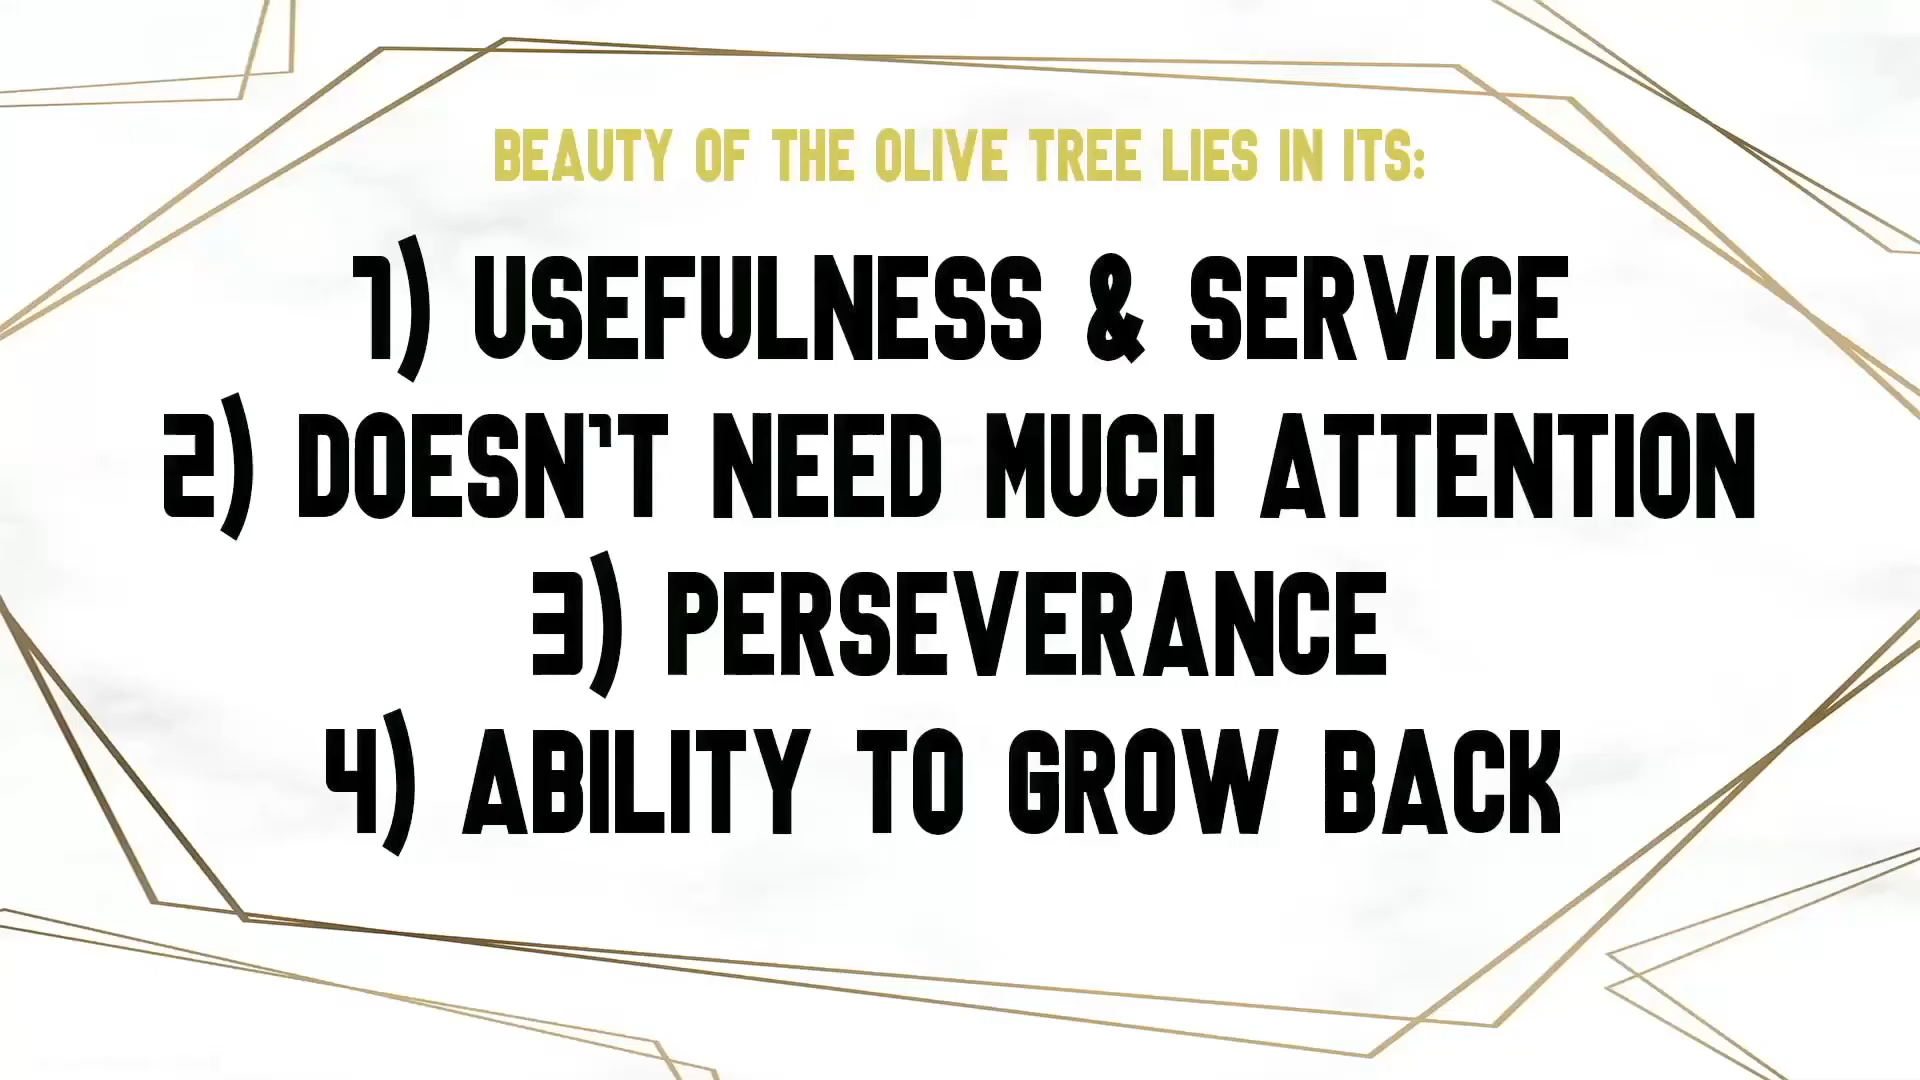 BEAUTY OF THE OLIVE TREE LIES IN ITS:
1) USEFULNESS & SERVICE
2) DOESN'T NEED MUCH ATTENTION
3) PERSEVERANCE
4) ABILITY TO GROW BACK